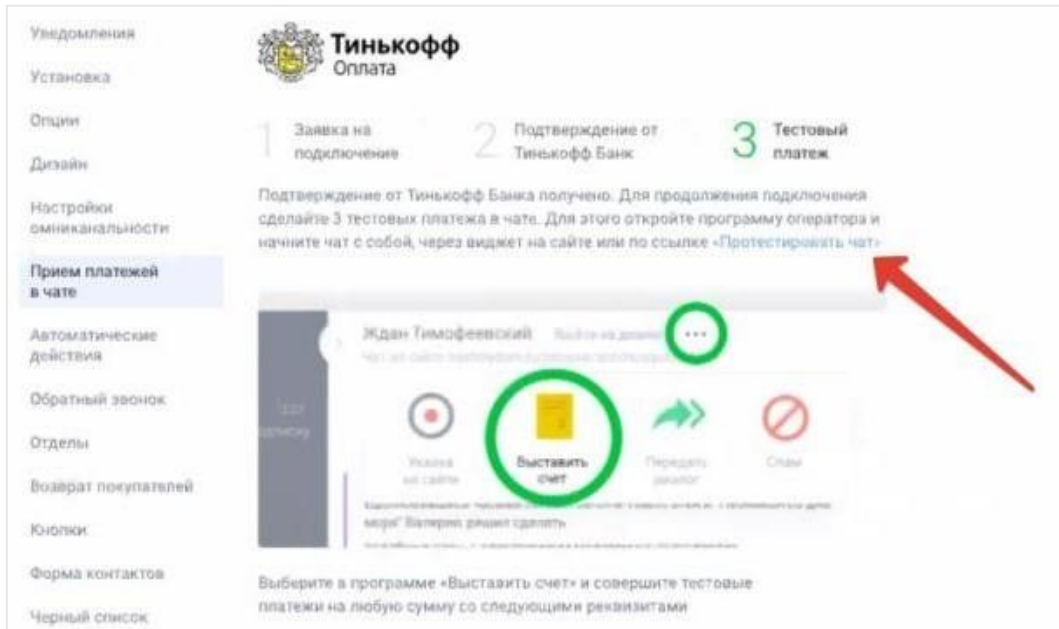 Уведомления
Установка
Опции
Дизайн
Настройки
омниканальности
Прием платежей
в чате
Автоматические
действия
Обратный звонок
Отделы
Возврат покупателей
Кнопки
Форма контактов
Черный список
Тинькофф
Оплата
1 Заявка на
подключение
2 Подтверждение от
Тинькофф Банк
3 Тестовый
платеж
Подтверждение от Тинькофф Банка получено. Для продолжения подключения
сделайте 3 тестовых платежа в чате. Для этого откройте программу оператора и
начните чат с собой, через виджет на сайте или по ссылке «Протестировать чат»
Ждан Тимофеевский
Выставить
счет
Передать
диалог
Спам
море" Валерия решил сделать
Выберите в программе «Выставить счет» и совершите тестовые
платежи на любую сумму со следующими реквизитами